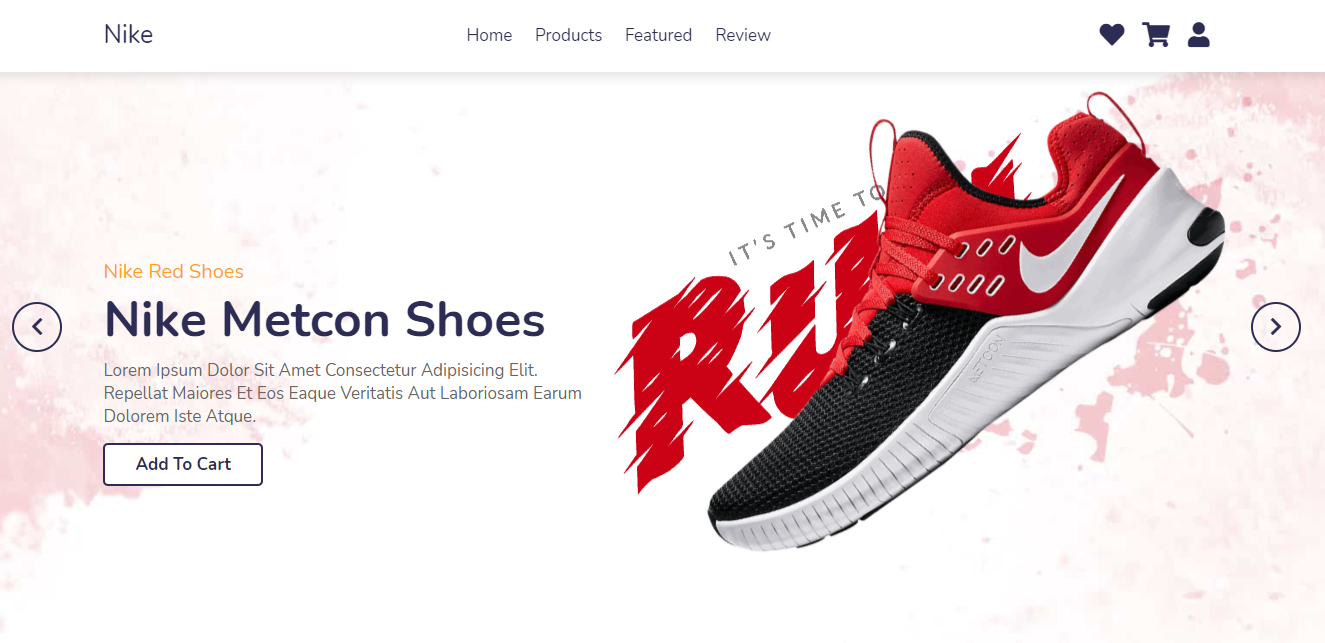 Nike
Home Products Featured Review
IT'S TIME TO
Nike Red Shoes
Nike Metcon Shoes
Lorem Ipsum Dolor Sit Amet Consectetur Adipisicing Elit.
Repellat Maiores Et Eos Eaque Veritatis Aut Laboriosam Earum
Dolorem Iste Atque.
Add To Cart
METCON